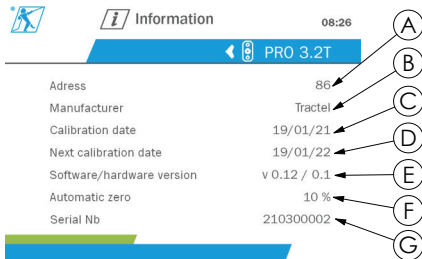 i Information 08:26 A
PRO 3.2T B
Adress 86
Manufacturer Tractel C
Calibration date 19/01/21 D
Next calibration date 19/01/22
Software/hardware version v 0.12 / 0.1 E
Automatic zero 10 % F
Serial Nb 210300002 G